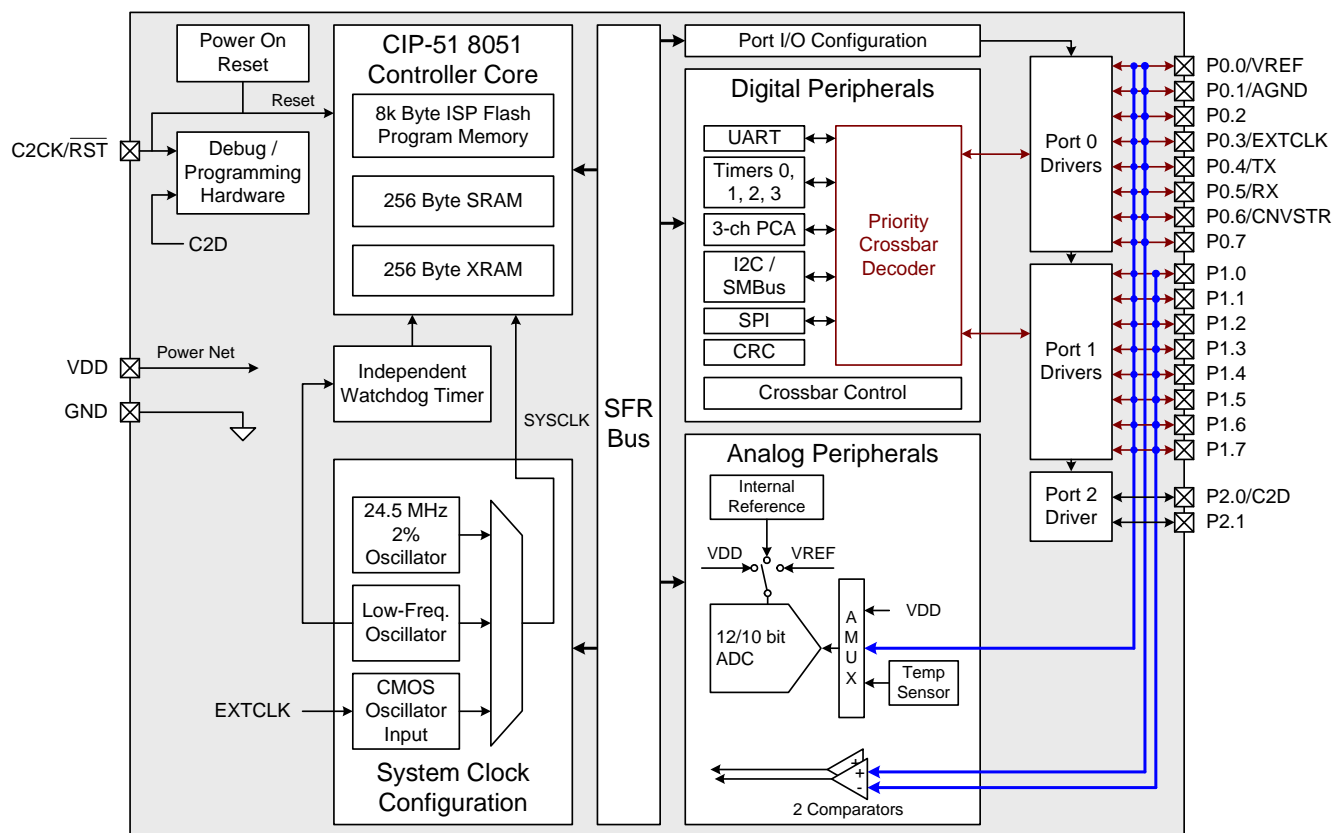 Power On
Reset
Reset
C2CK/RST
Debug /
Programming
Hardware
C2D
VDD
Power Net
GND
CIP-51 8051
Controller Core
8k Byte ISP Flash
Program Memory
256 Byte SRAM
256 Byte XRAM
Independent
Watchdog Timer
SYSCLK
24.5 MHz
2%
Oscillator
Low-Freq.
Oscillator
EXTCLK
CMOS
Oscillator
Input
System Clock
Configuration
SFR
Bus
Port I/O Configuration
Digital Peripherals
UART
Timers 0,
1, 2, 3
3-ch PCA
I2C /
SMBus
SPI
CRC
Priority
Crossbar
Decoder
Crossbar Control
Analog Peripherals
Internal
Reference
VDD
VREF
12/10 bit
ADC
A
M
U
X
VDD
Temp
Sensor
+
+
-
2 Comparators
Port 0
Drivers
Port 1
Drivers
Port 2
Driver
P0.0/VREF
P0.1/AGND
P0.2
P0.3/EXTCLK
P0.4/TX
P0.5/RX
P0.6/CNVSTR
P0.7
P1.0
P1.1
P1.2
P1.3
P1.4
P1.5
P1.6
P1.7
P2.0/C2D
P2.1